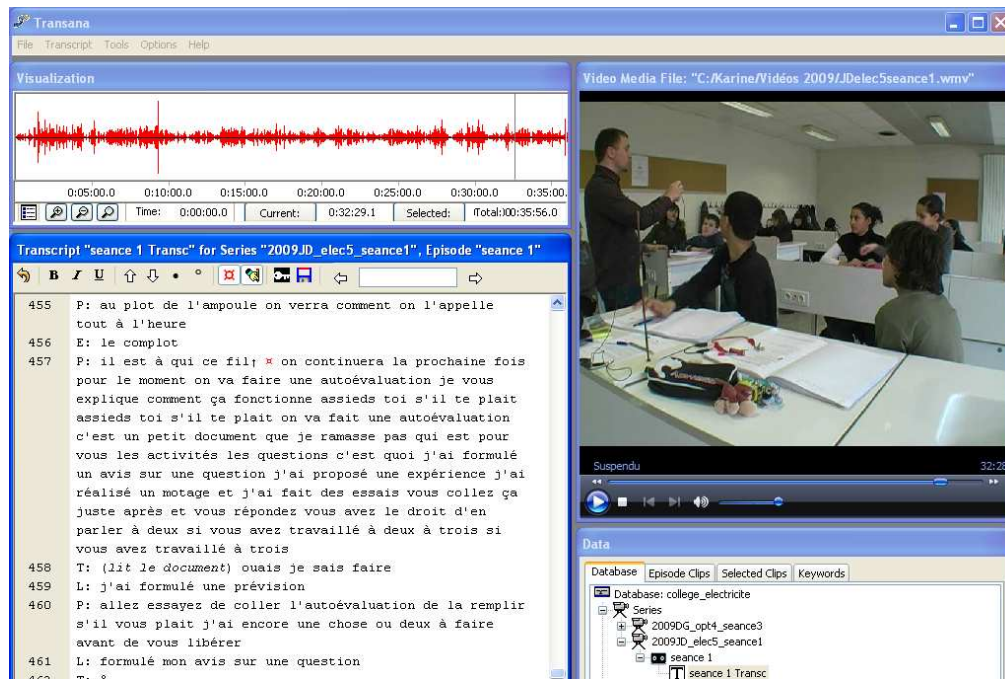 Transana
File Transcript Tools Options Help
Visualization
0:05:00.0 0:10:00.0 0:15:00.0 0:20:00.0 0:25:00.0 0:30:00.0 0:35:00.
Time: 0:00:00.0 Current: 0:32:29.1 Selected: (Total:)00:35:56.0
Transcript "seance 1 Transc" for Series "2009JD_elec5_seance1", Episode "seance 1"
B I U
455 P: au plot de l'ampoule on verra comment on l'appelle
tout à l'heure
456 E: le complot
457 P: il est à qui ce fil↑ ¤ on continuera la prochaine fois
pour le moment on va faire une autoévaluation je vous
explique comment ça fonctionne assieds toi s'il te plait
assieds toi s'il te plait on va fait une autoévaluation
c'est un petit document que je ramasse pas qui est pour
vous les activités les questions c'est quoi j'ai formulé
un avis sur une question j'ai proposé une expérience j'ai
réalisé un motage et j'ai fait des essais vous collez ça
juste après et vous répondez vous avez le droit d'en
parler à deux si vous avez travaillé à deux à trois si
vous avez travaillé à trois
458 T: (lit le document) ouais je sais faire
459 L: j'ai formulé une prévision
460 P: allez essayez de coller l'autoévaluation de la remplir
s'il vous plait j'ai encore une chose ou deux à faire
avant de vous libérer
461 L: formulé mon avis sur une question
Video Media File: "C:/Karine/Vidéos 2009/JDelec5seance1.wmv"
Suspendu 32:28
Data
Database Episode Clips Selected Clips Keywords
Database: college_electricite
Series
2009DG_opt4_seance3
2009JD_elec5_seance1
seance 1
seance 1 Transc